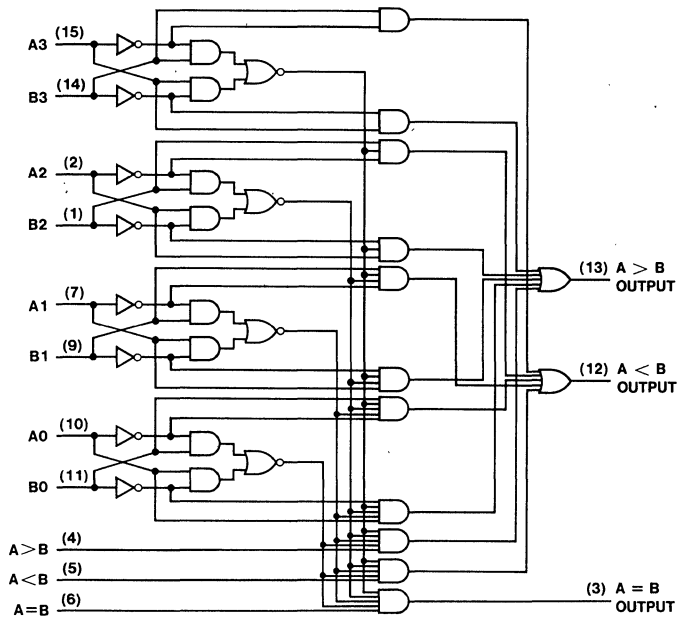 A3 (15)
B3 (14)
A2 (2)
B2 (1)
(13) A > B
OUTPUT
A1 (7)
B1 (9)
(12) A < B
OUTPUT
A0 (10)
B0 (11)
A>B (4)
A<B (5)
A=B (6)
(3) A = B
OUTPUT